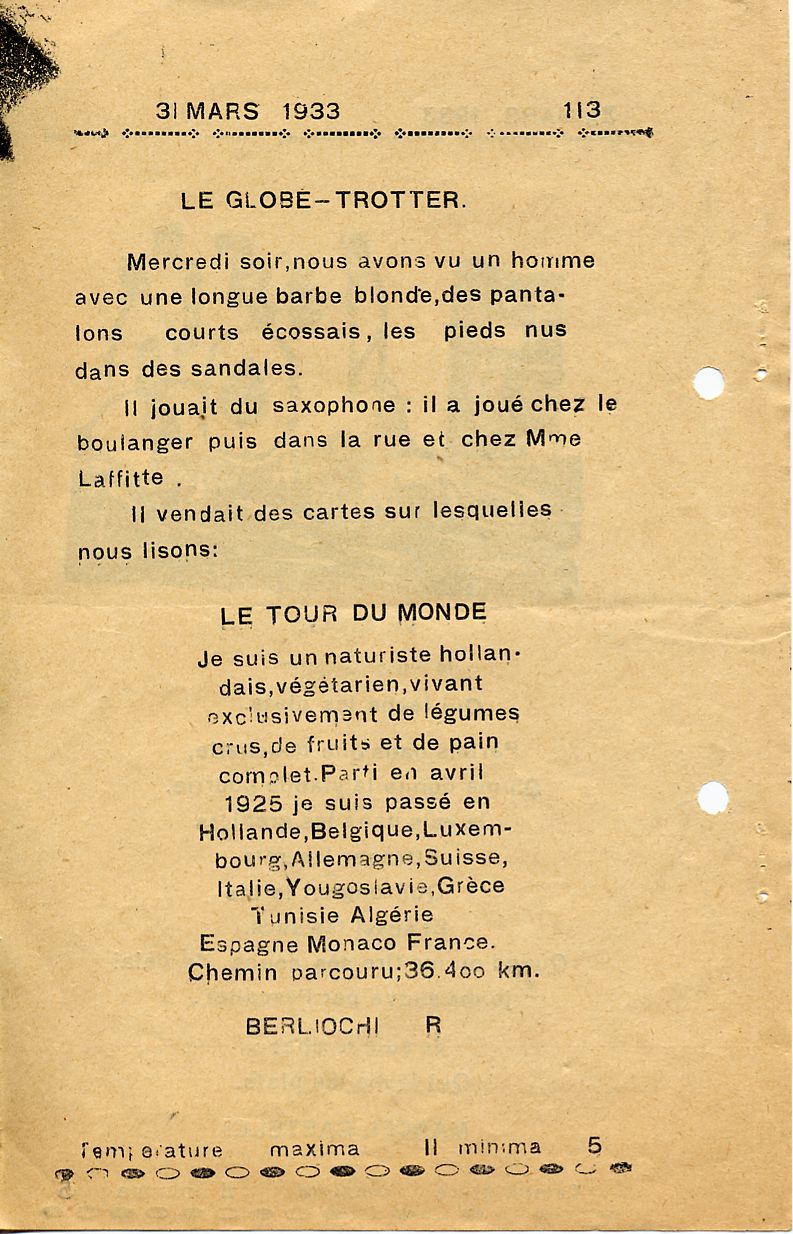 31 MARS 1933 113
LE GLOBE-TROTTER.
Mercredi soir,nous avons vu un homme
avec une longue barbe blonde,des panta-
lons courts écossais, les pieds nus
dans des sandales.
Il jouait du saxophone : il a joué chez le
boulanger puis dans la rue et chez Mme
Laffitte .
Il vendait des cartes sur lesquelles
nous lisons:
LE TOUR DU MONDE
Je suis un naturiste hollan-
dais,végétarien,vivant
exclusivement de légumes
crus,de fruits et de pain
complet.Parti en avril
1925 je suis passé en
Hollande,Belgique,Luxem-
bourg,Allemagne,Suisse,
Italie,Yougoslavie,Grèce
Tunisie Algérie
Espagne Monaco France.
Chemin parcouru;36.400 km.
BERLIOCHI R
Température maxima 11 minima 5